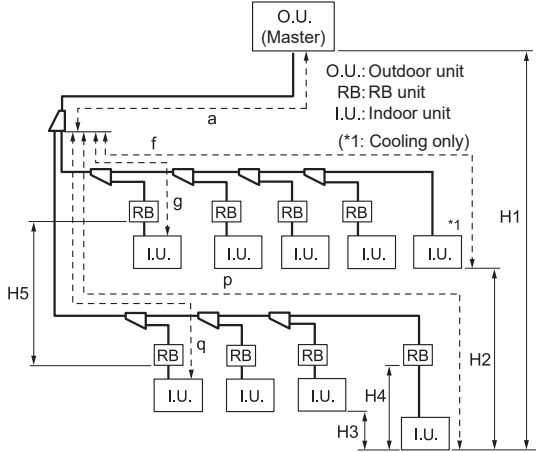 O.U.
(Master)
O.U.: Outdoor unit
RB: RB unit
I.U.: Indoor unit
(*1: Cooling only)
a
f
g
H1
RB
RB
RB
RB
*1
I.U.
I.U.
I.U.
I.U.
I.U.
p
H5
H2
q
RB
RB
RB
RB
H4
I.U.
I.U.
I.U.
H3
I.U.